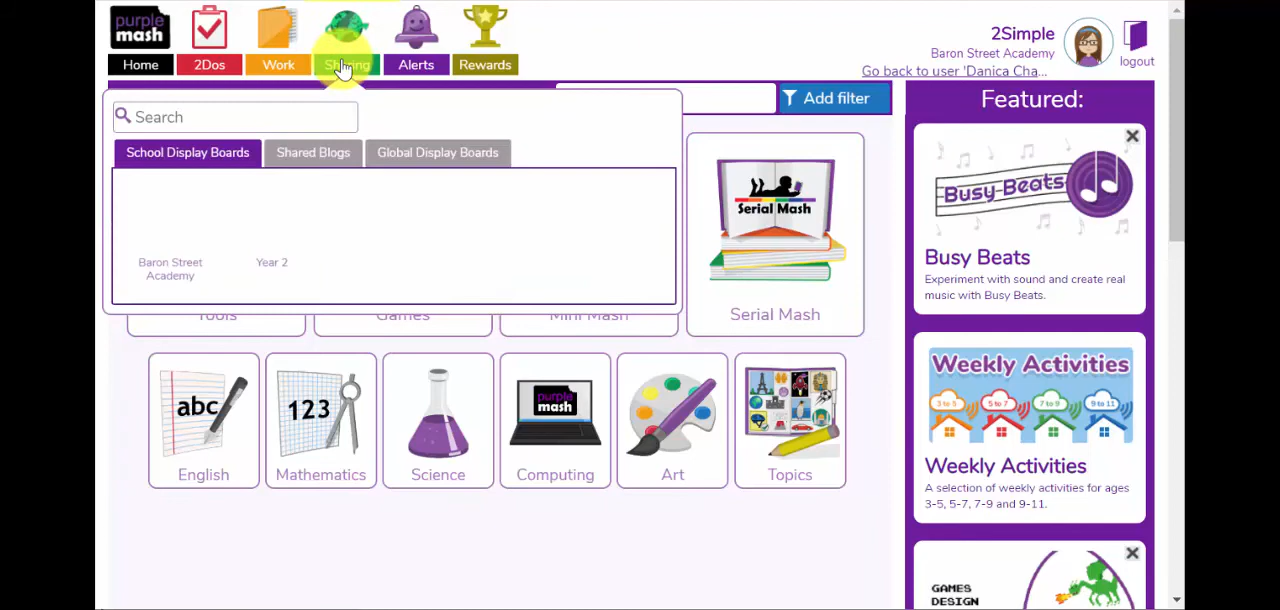 purple
mash
Home
2Dos
Work
Sharing
Alerts
Rewards
2Simple
Baron Street Academy
Go back to user 'Danica Cha...
logout
Search
Add filter
School Display Boards
Shared Blogs
Global Display Boards
Baron Street
Academy
Year 2
Tools
Games
Mini Mash
Serial Mash
Serial Mash
abc
English
123
Mathematics
Science
purple
mash
Computing
Art
Topics
Featured:
Busy Beats
Busy Beats
Experiment with sound and create real
music with Busy Beats.
Weekly Activities
3 to 5
5 to 7
7 to 9
9 to 11
Weekly Activities
A selection of weekly activities for ages
3-5, 5-7, 7-9 and 9-11.
GAMES
DESIGN